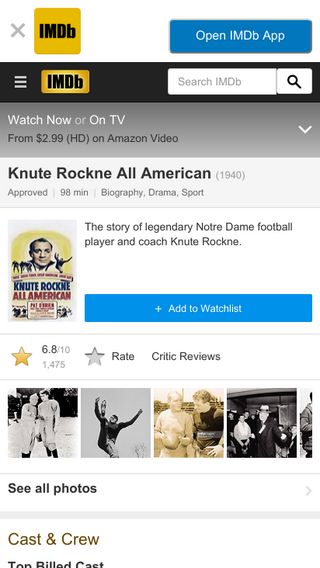 IMDb
Open IMDb App
IMDb
Search IMDb
Watch Now or On TV
From $2.99 (HD) on Amazon Video
Knute Rockne All American (1940)
Approved | 98 min | Biography, Drama, Sport
The story of legendary Notre Dame football
player and coach Knute Rockne.
KNUTE ROCKNE
ALL AMERICAN
PAT O'BRIEN
+ Add to Watchlist
6.8/10
1,475
Rate
Critic Reviews
See all photos
Cast & Crew
Top Billed Cast